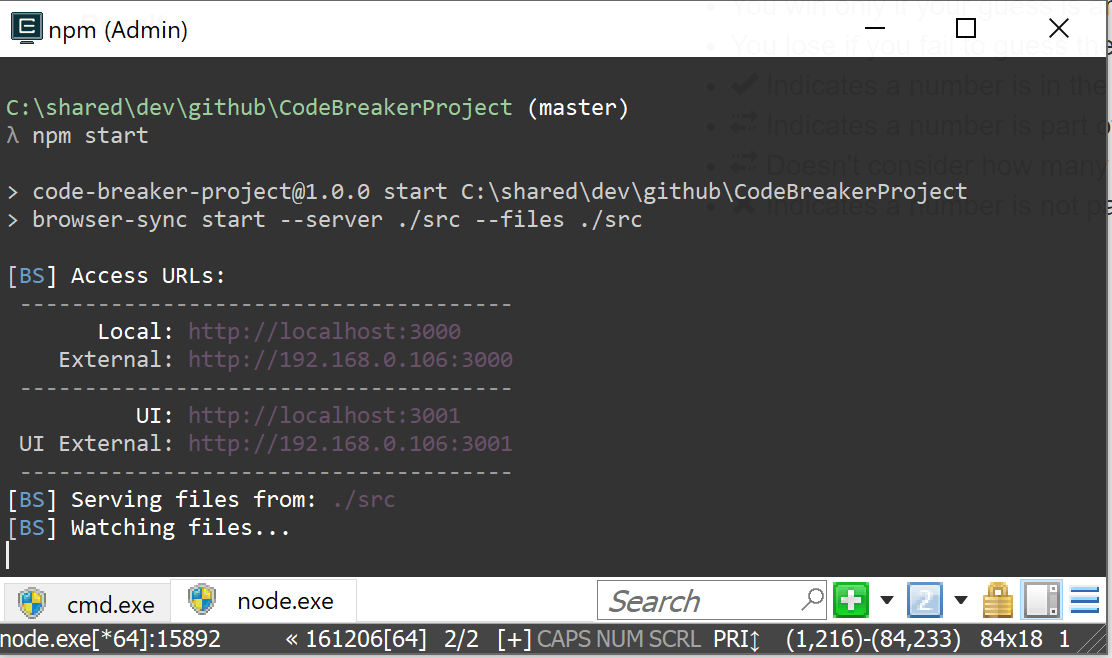 npm (Admin)
You win only if your guess is a
You lose if you fail to guess the
Indicates a number is in the
Indicates a number is part o
Doesn't consider how many
Indicates a number is not pa
C:\shared\dev\github\CodeBreakerProject (master)
λ npm start
> code-breaker-project@1.0.0 start C:\shared\dev\github\CodeBreakerProject
> browser-sync start --server ./src --files ./src
[BS] Access URLs:
--------------------------------------
Local: http://localhost:3000
External: http://192.168.0.106:3000
--------------------------------------
UI: http://localhost:3001
UI External: http://192.168.0.106:3001
--------------------------------------
[BS] Serving files from: ./src
[BS] Watching files...
cmd.exe node.exe Search 2
node.exe[*64]:15892 « 161206[64] 2/2 [+] CAPS NUM SCRL PRI↕ (1,216)-(84,233) 84x18 1